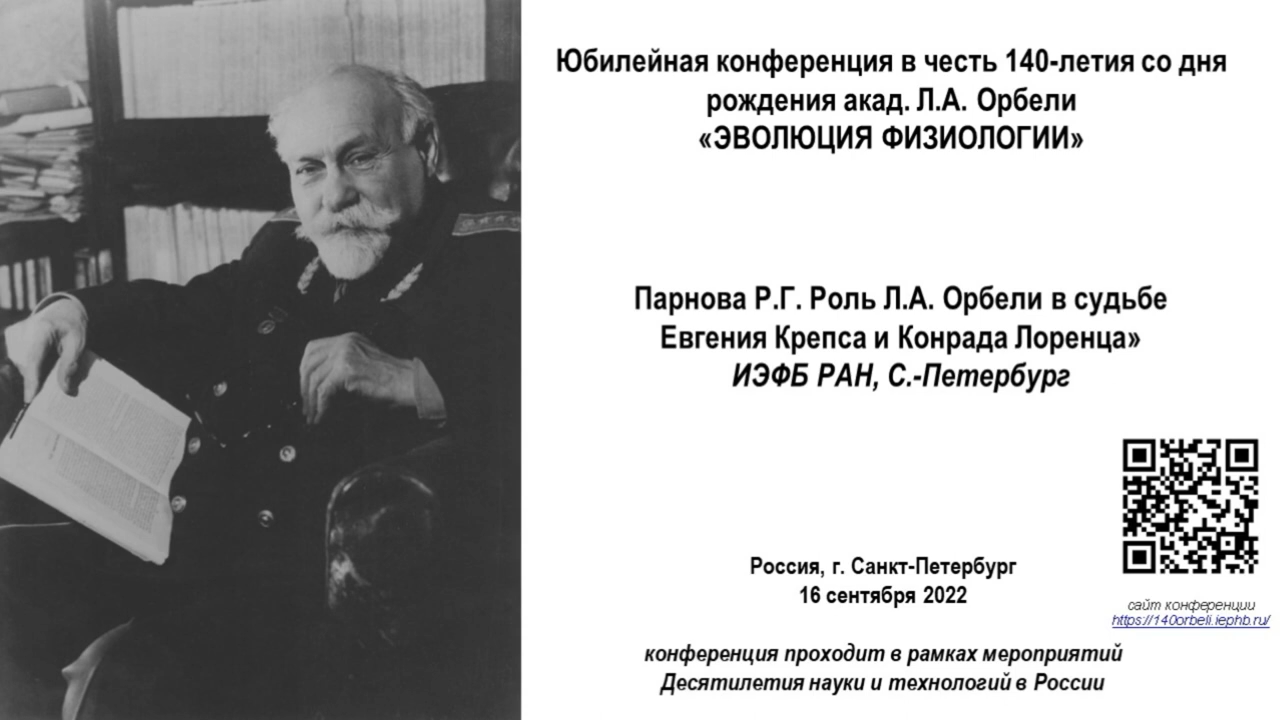 Юбилейная конференция в честь 140-летия со дня
рождения акад. Л.А. Орбели
«ЭВОЛЮЦИЯ ФИЗИОЛОГИИ»
Парнова Р.Г. Роль Л.А. Орбели в судьбе
Евгения Крепса и Конрада Лоренца»
ИЭФБ РАН, С.-Петербург
Россия, г. Санкт-Петербург
16 сентября 2022
сайт конференции
https://140orbeli.iephb.ru/
конференция проходит в рамках мероприятий
Десятилетия науки и технологий в России